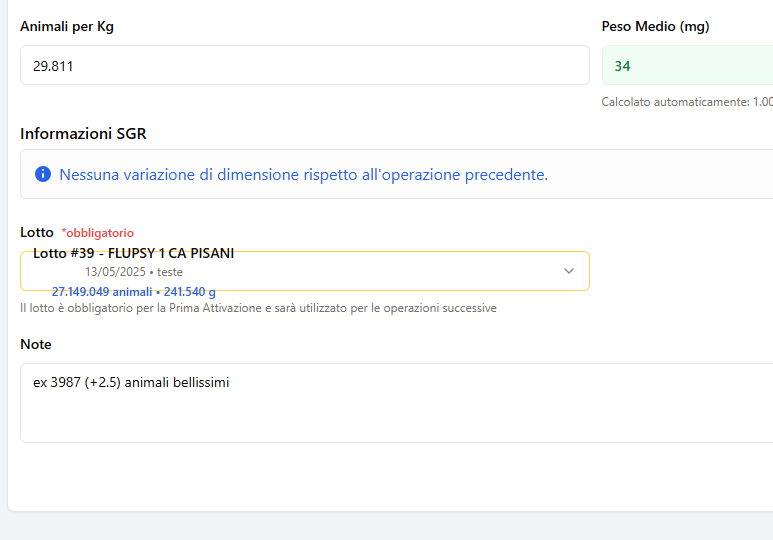 Animali per Kg
Peso Medio (mg)
29.811
34
Calcolato automaticamente: 1.00
Informazioni SGR
Nessuna variazione di dimensione rispetto all'operazione precedente.
Lotto *obbligatorio
Lotto #39 - FLUPSY 1 CA PISANI
13/05/2025 • teste
27.149.049 animali • 241.540 g
Il lotto è obbligatorio per la Prima Attivazione e sarà utilizzato per le operazioni successive
Note
ex 3987 (+2.5) animali bellissimi